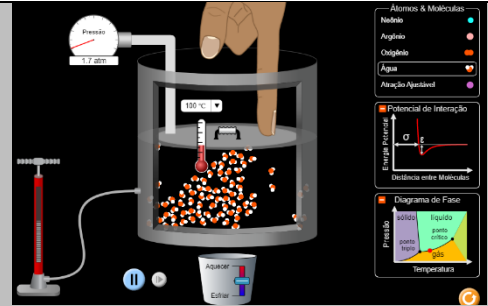 Pressão
1.7 atm
100 °C
Aquecer
Esfriar
Átomos & Moléculas
Neônio
Argônio
Oxigênio
Água
Atração Ajustável
Potencial de Interação
Energia Potencial
σ
ε
Distância entre Moléculas
Diagrama de Fase
Pressão
sólido
líquido
ponto
crítico
ponto
triplo
gás
Temperatura